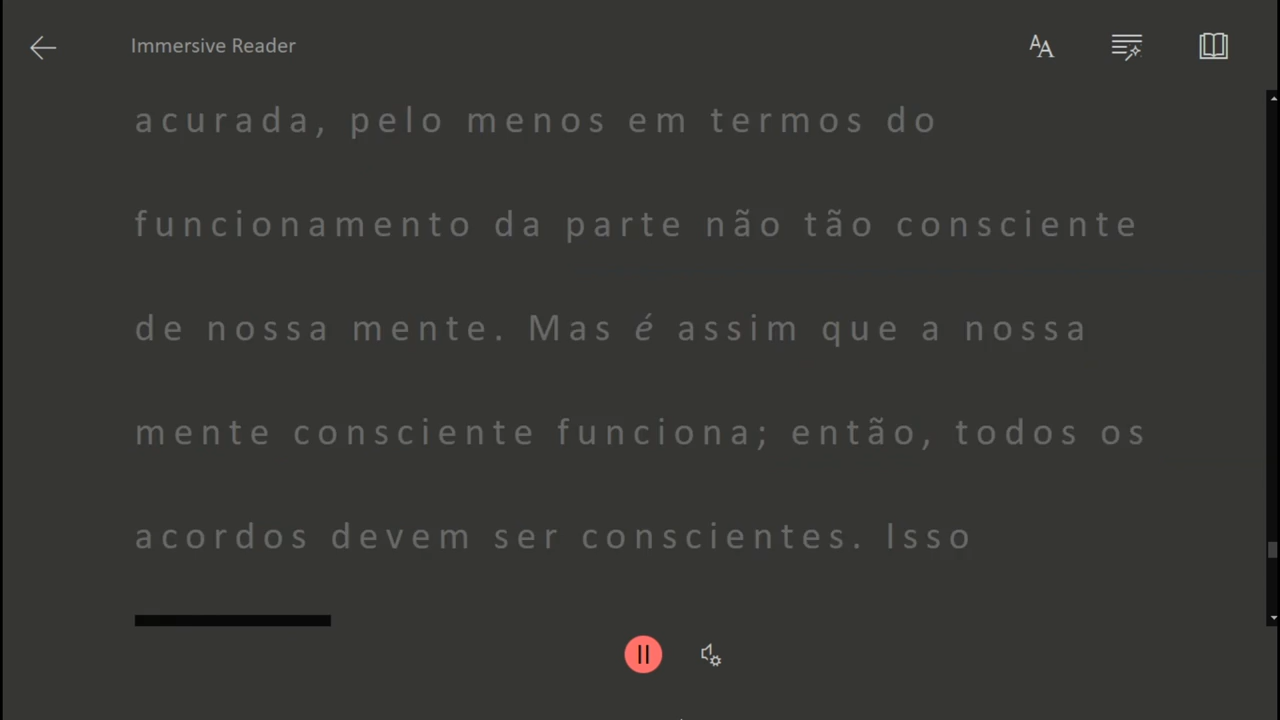 Immersive Reader
acurada, pelo menos em termos do
funcionamento da parte não tão consciente
de nossa mente. Mas é assim que a nossa
mente consciente funciona; então, todos os
acordos devem ser conscientes. Isso